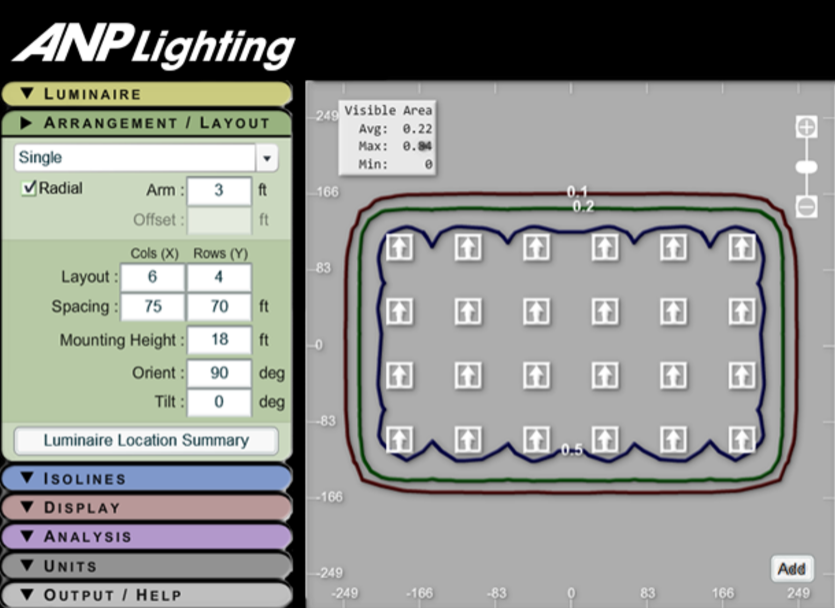 ANP Lighting
LUMINAIRE
ARRANGEMENT / LAYOUT
Single
Radial Arm : 3 ft
Offset : ft
Cols (X) Rows (Y)
Layout : 6 4
Spacing : 75 70 ft
Mounting Height : 18 ft
Orient : 90 deg
Tilt : 0 deg
Luminaire Location Summary
ISOLINES
DISPLAY
ANALYSIS
UNITS
OUTPUT / HELP
Visible Area
Avg: 0.22
Max:
Min: 0
249
166
83
0
-83
-166
-249
0.1
0.2
0.5
Add
-249 -166 -83 0 83 166 249